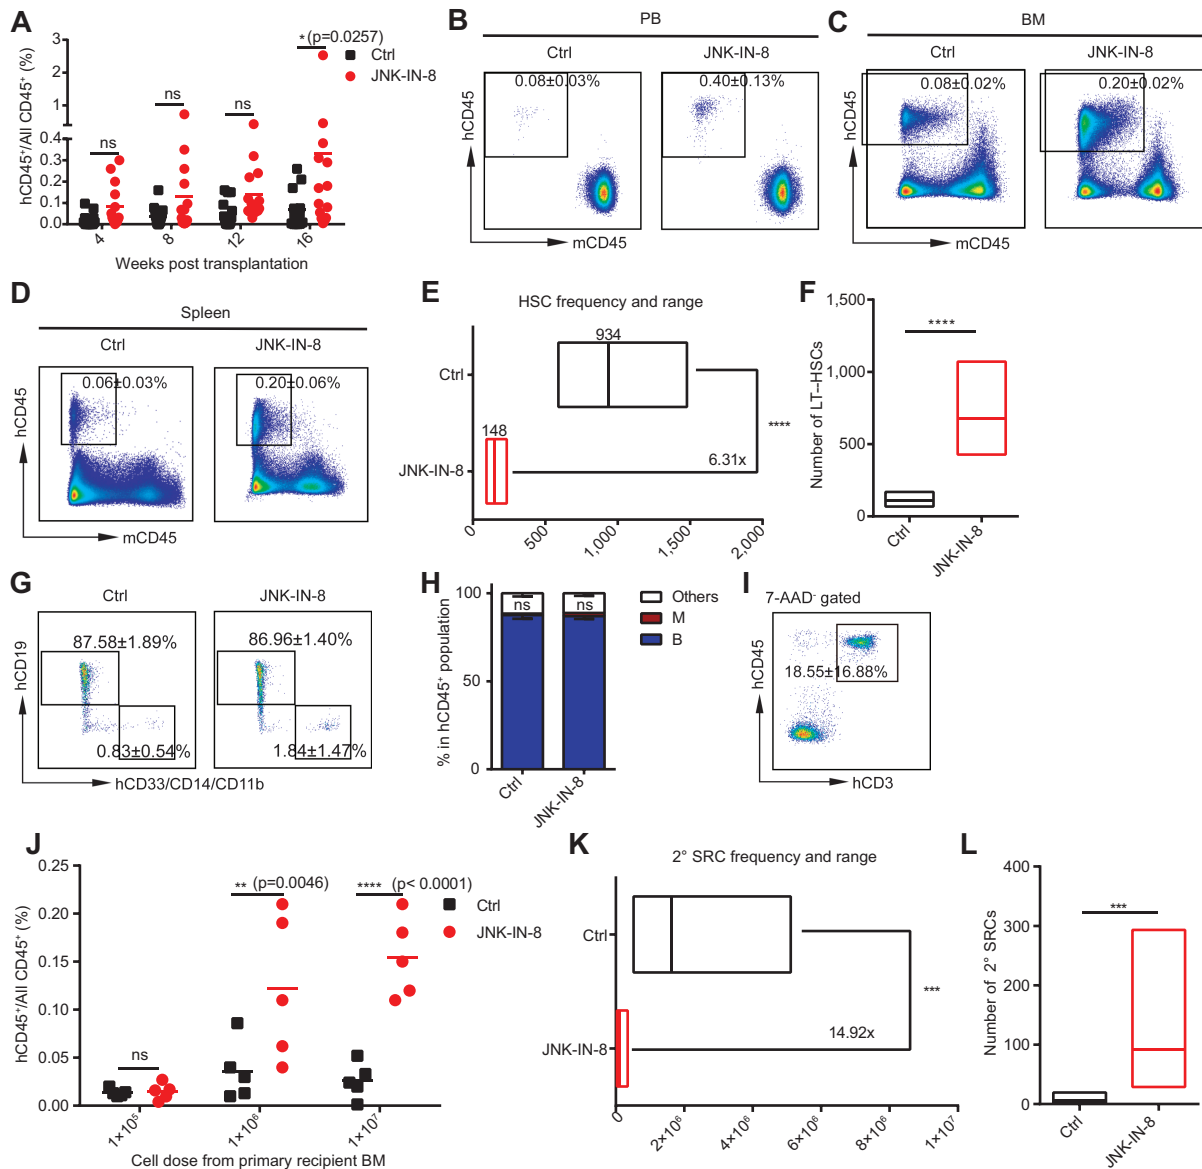 A
hCD45⁺/All CD45⁺ (%)
3
2
1
0.4
0.3
0.2
0.1
0.0
ns
ns
ns
* (p=0.0257)
Ctrl
JNK-IN-8
4
8
12
16
Weeks post transplantation
B
PB
Ctrl
JNK-IN-8
0.08±0.03%
0.40±0.13%
hCD45
mCD45
C
BM
Ctrl
JNK-IN-8
0.08±0.02%
0.20±0.02%
hCD45
mCD45
D
Spleen
Ctrl
JNK-IN-8
0.06±0.03%
0.20±0.06%
hCD45
mCD45
E
HSC frequency and range
934
Ctrl
148
JNK-IN-8
6.31x
****
0
500
1,000
1,500
2,000
F
Number of LT--HSCs
1,500
1,000
500
0
****
Ctrl
JNK-IN-8
G
Ctrl
JNK-IN-8
87.58±1.89%
86.96±1.40%
0.83±0.54%
1.84±1.47%
hCD19
hCD33/CD14/CD11b
H
% in hCD45⁺ population
100
50
0
ns
ns
Others
M
B
Ctrl
JNK-IN-8
I
7-AAD⁻ gated
18.55±16.88%
hCD45
hCD3
J
hCD45⁺/All CD45⁺ (%)
0.25
0.20
0.15
0.10
0.05
0.00
ns
** (p=0.0046)
**** (p< 0.0001)
Ctrl
JNK-IN-8
1×10⁵
1×10⁶
1×10⁷
Cell dose from primary recipient BM
K
2° SRC frequency and range
Ctrl
JNK-IN-8
14.92x
***
0
2×10⁶
4×10⁶
6×10⁶
8×10⁶
1×10⁷
L
Number of 2° SRCs
400
300
200
100
0
***
Ctrl
JNK-IN-8